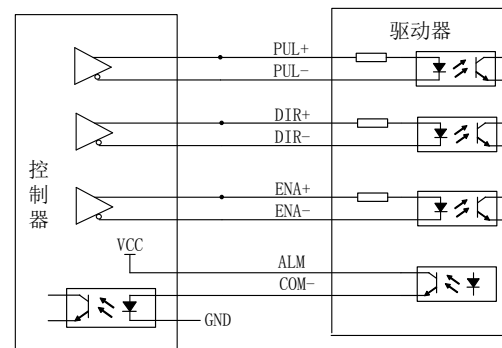 驱动器
PUL+
PUL-
DIR+
DIR-
控制器
ENA+
ENA-
VCC
ALM
COM-
GND